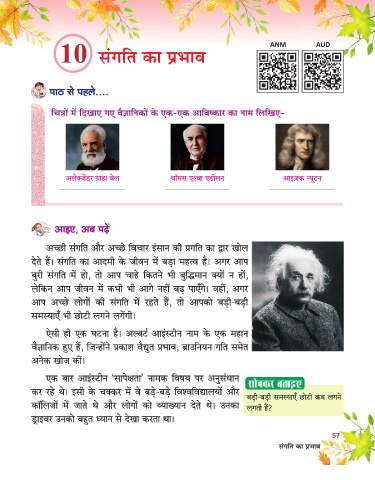 ANM AUD
10 संगति का प्रभाव
पाठ से पहले....
चित्रों में दिखाए गए वैज्ञानिकों के एक-एक आविष्कार का नाम लिखिए-
अलेक्जेंडर ग्राहा बेल थॉमस एल्वा एडीसन आइज़क न्यूटन
आइए, अब पढ़ें
अच्छी संगति और अच्छे विचार इंसान की प्रगति का द्वार खोल
देते हैं। संगति का आदमी के जीवन में बड़ा महत्व है। अगर आप
बुरी संगति में हो, तो आप चाहे कितने भी बुद्धिमान क्यों न हों,
लेकिन आप जीवन में कभी भी आगे नहीं बढ़ पाएँगे। वहीं, अगर
आप अच्छे लोगों की संगति में रहते हैं, तो आपको बड़ी-बड़ी
समस्याएँ भी छोटी लगने लगेंगी।
ऐसी ही एक घटना है। अल्बर्ट आइंस्टीन नाम के एक महान
वैज्ञानिक हुए हैं, जिन्होंने प्रकाश वैद्युत प्रभाव, ब्राउनियन गति समेत
अनेक खोज कीं।
एक बार आइंस्टीन 'सापेक्षता' नामक विषय पर अनुसंधान
कर रहे थे। इसी के चक्कर में वे बड़े-बड़े विश्वविद्यालयों और
कॉलिजों में जाते थे और लोगों को व्याख्यान देते थे। उनका
ड्राइवर उनको बहुत ध्यान से देखा करता था।
सोचकर बताइए
बड़ी-बड़ी समस्याएँ छोटी कब लगने
लगती हैं?
57
संगति का प्रभाव